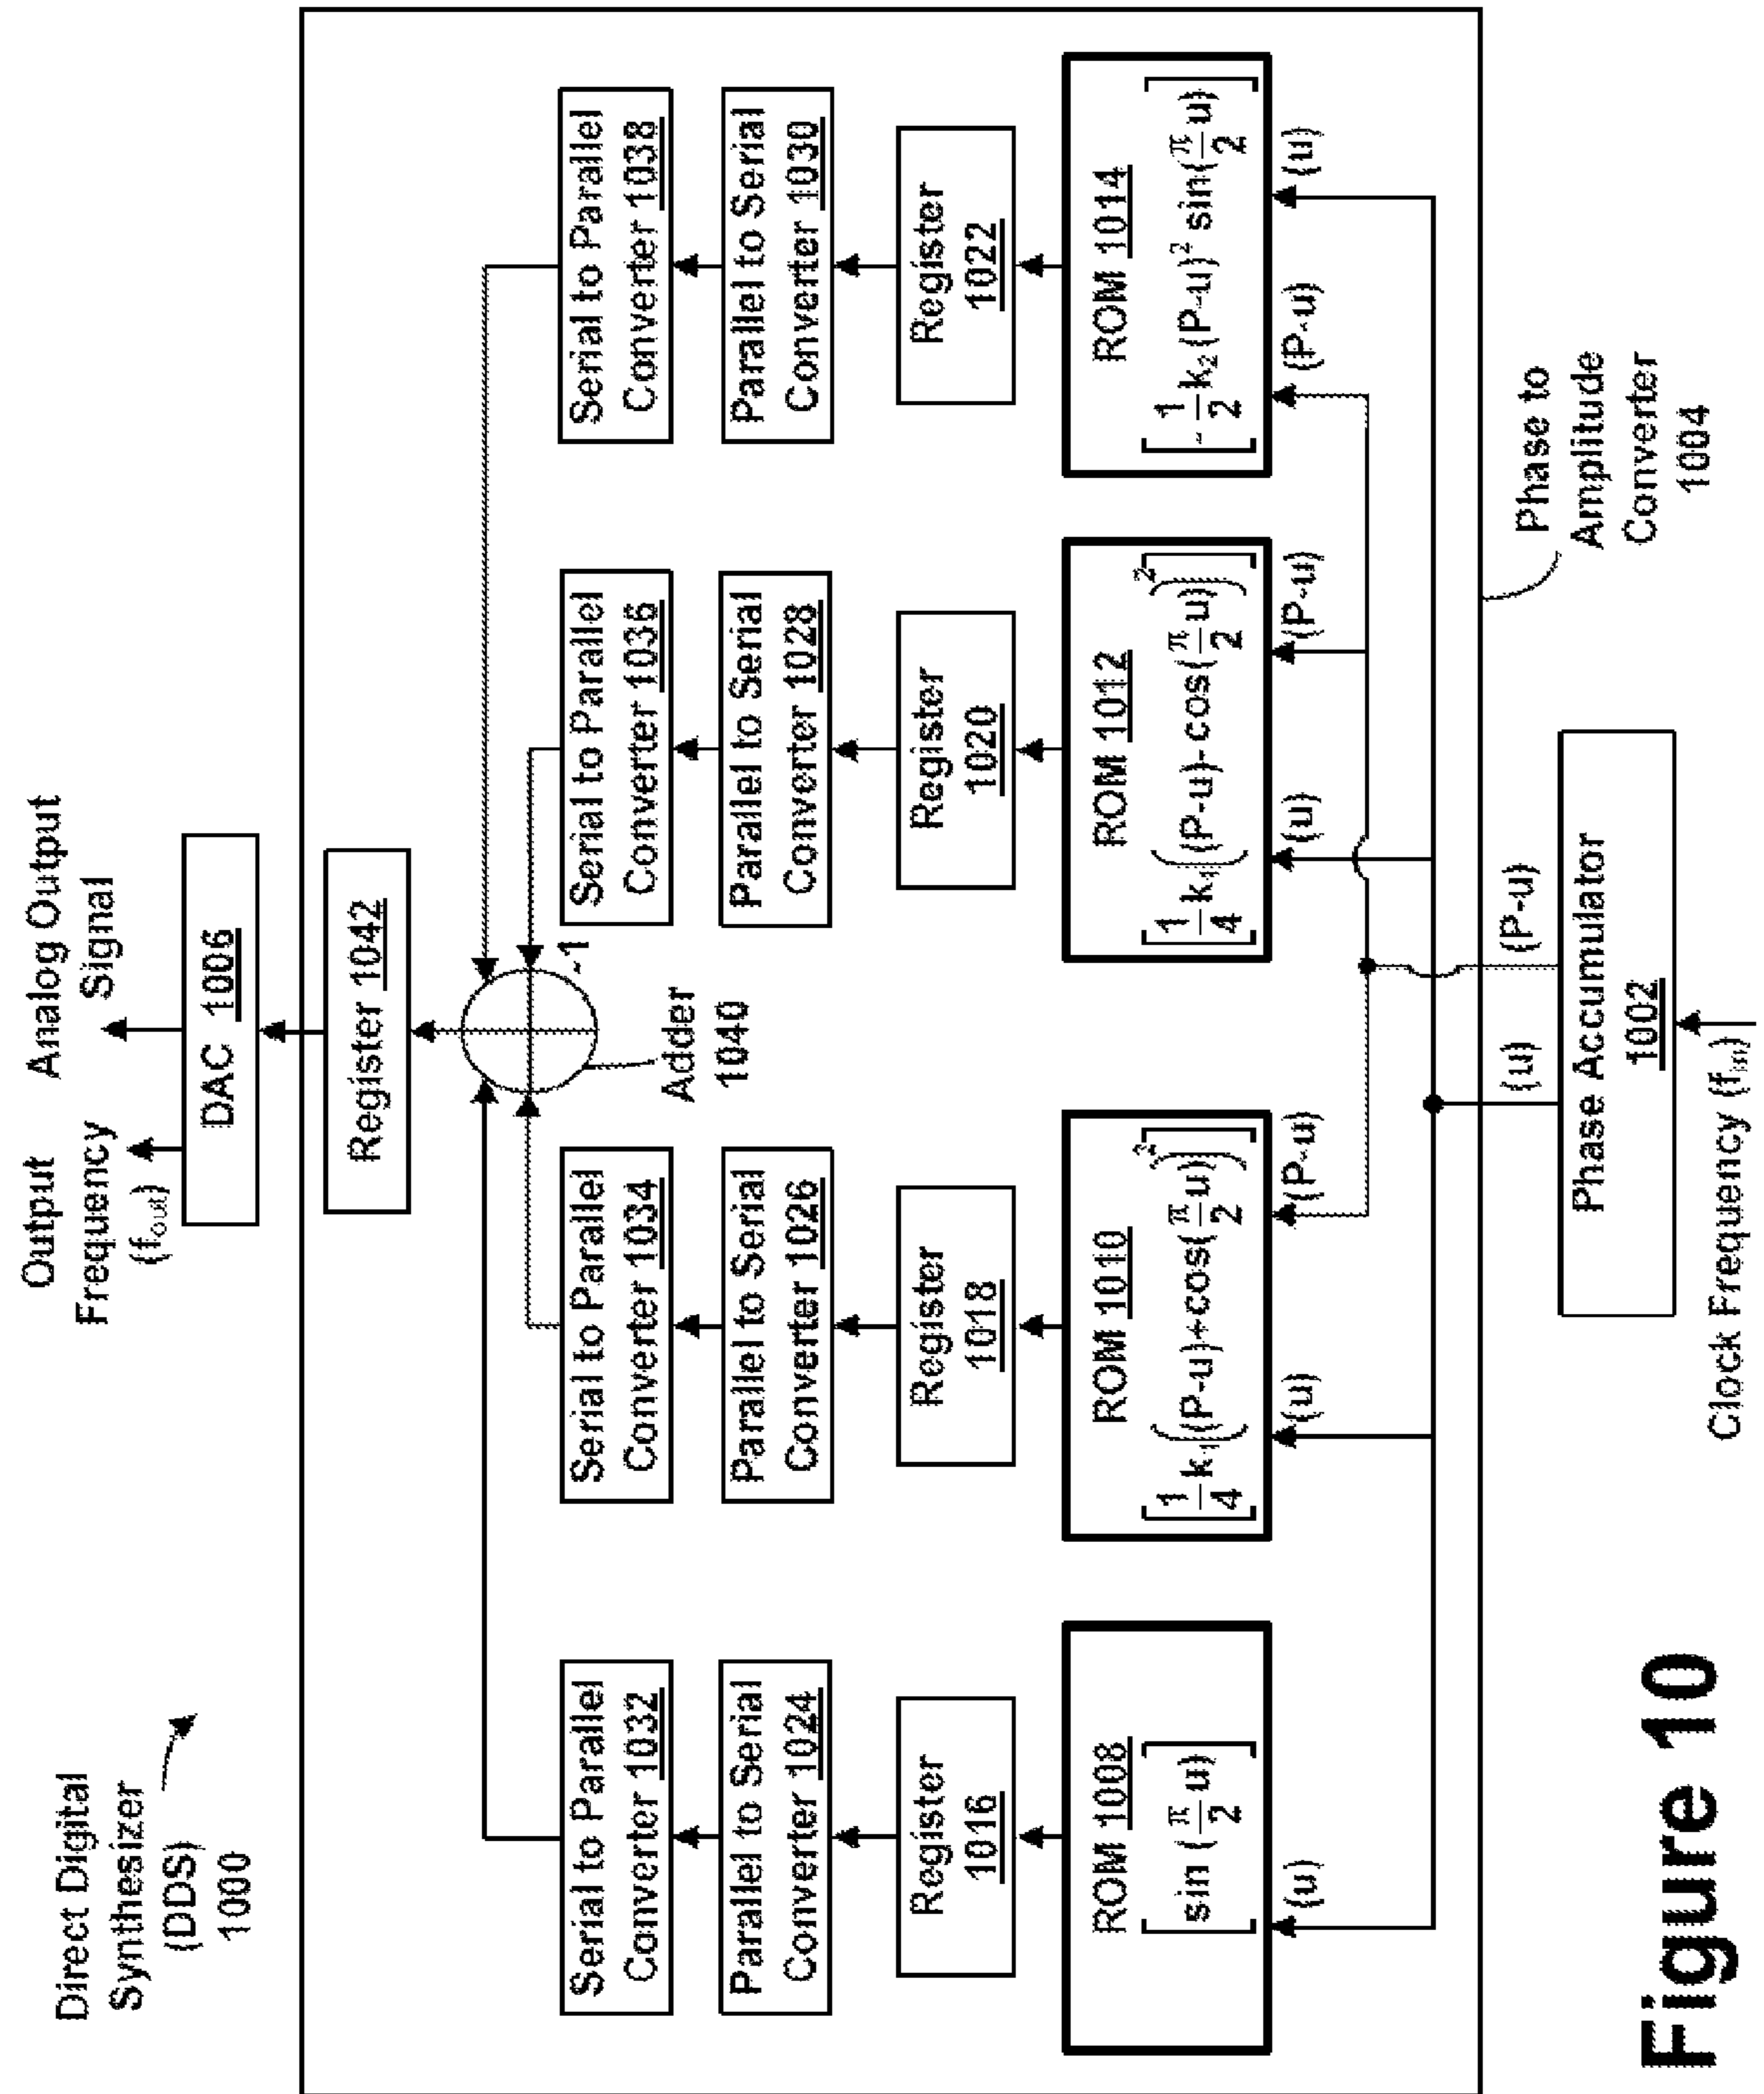 Direct Digital
Synthesizer
(DDS)
1000
Output
Frequency
(f_out)
Analog Output
Signal
DAC 1006
Register 1042
Adder
1040
-1
Serial to Parallel
Converter 1032
Serial to Parallel
Converter 1034
Serial to Parallel
Converter 1036
Serial to Parallel
Converter 1038
Parallel to Serial
Converter 1024
Parallel to Serial
Converter 1026
Parallel to Serial
Converter 1028
Parallel to Serial
Converter 1030
Register
1016
Register
1018
Register
1020
Register
1022
ROM 1008
[sin (π/2 u)]
ROM 1010
[1/4 k₁((P-u)+cos(π/2 u))²]
ROM 1012
[1/4 k₁((P-u)-cos(π/2 u))²]
ROM 1014
[-1/2 k₂(P-u)² sin(π/2 u)]
(u)
(u)
(P-u)
(u)
(P-u)
(P-u)
(u)
(u)
(P-u)
Phase Accumulator
1002
Clock Frequency (f_in)
Phase to
Amplitude
Converter
1004
Figure 10